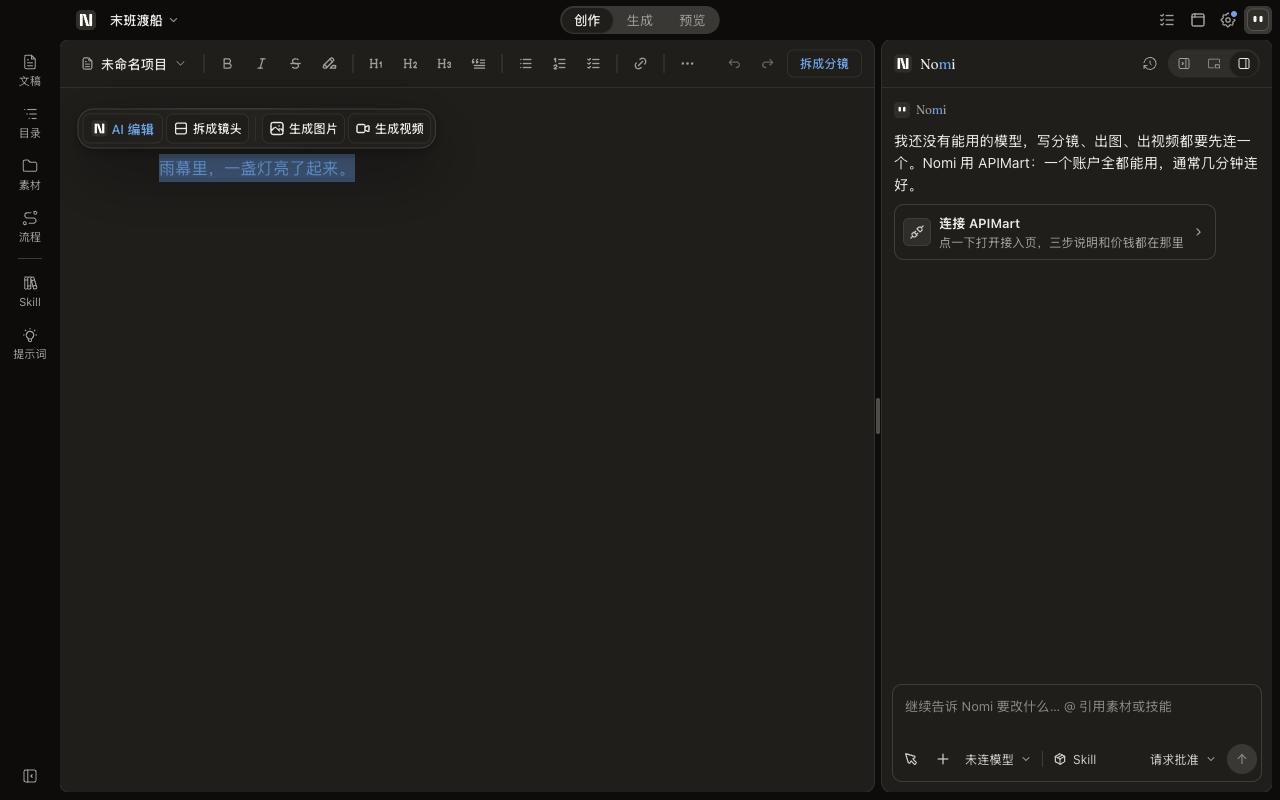 末班渡船
创作 生成 预览
文稿
目录
素材
流程
Skill
提示词
未命名项目
B I S H1 H2 H3
拆成分镜
AI 编辑 拆成镜头 生成图片 生成视频
雨幕里，一盏灯亮了起来。
Nomi
Nomi
我还没有能用的模型，写分镜、出图、出视频都要先连一
个。Nomi 用 APIMart：一个账户全都能用，通常几分钟连
好。
连接 APIMart
点一下打开接入页，三步说明和价钱都在那里
继续告诉 Nomi 要改什么... @ 引用素材或技能
未连模型 Skill 请求批准